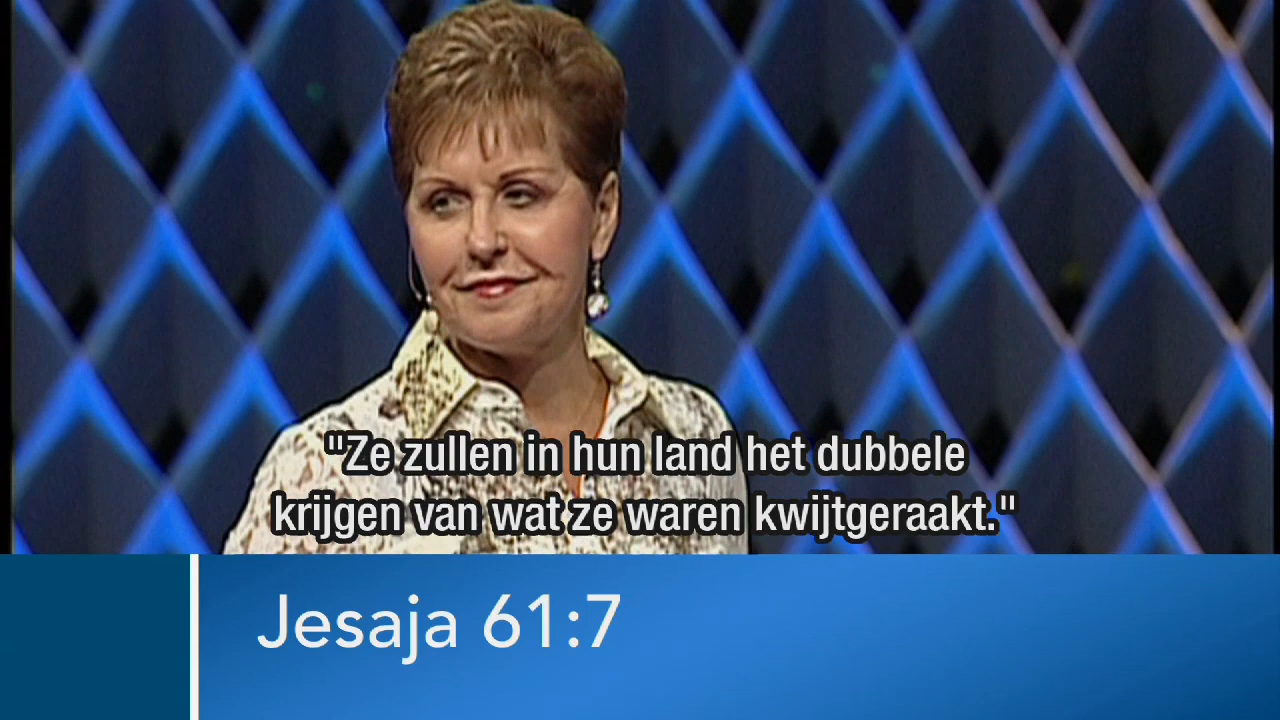 "Ze zullen in hun land het dubbele
krijgen van wat ze waren kwijtgeraakt."
Jesaja 61:7